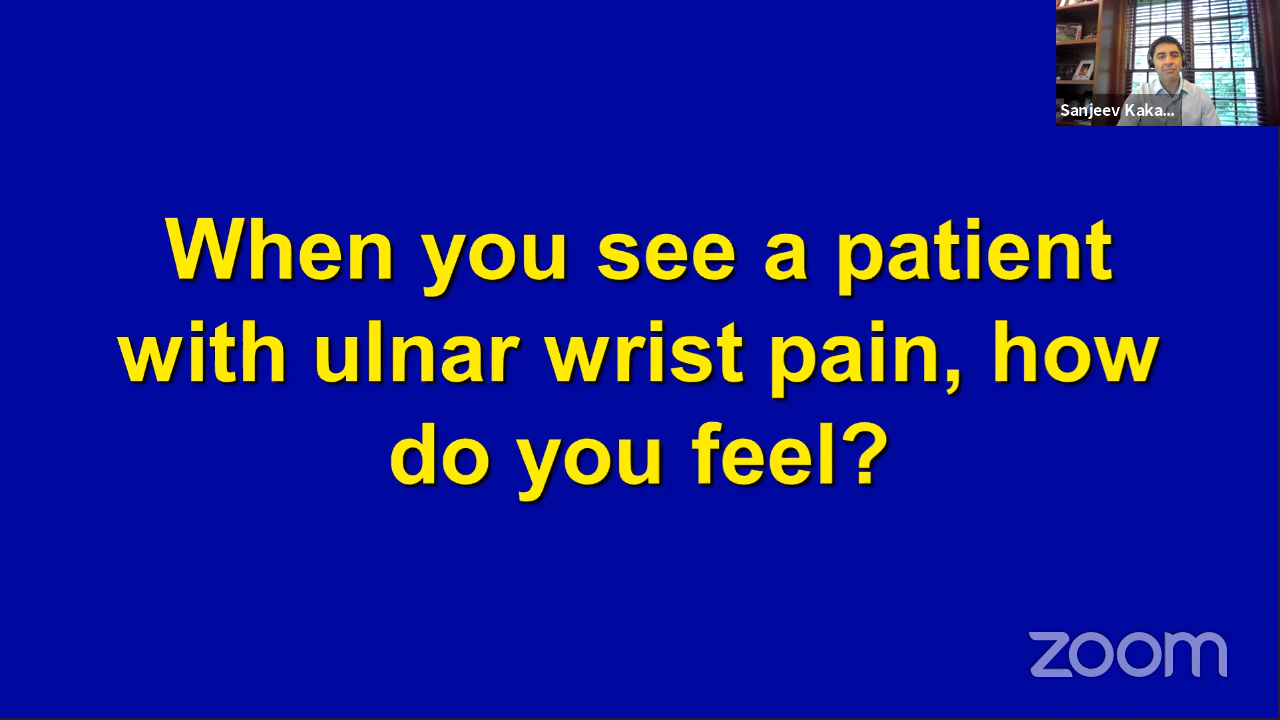 Sanjeev Kaka...
When you see a patient
with ulnar wrist pain, how
do you feel?
zoom